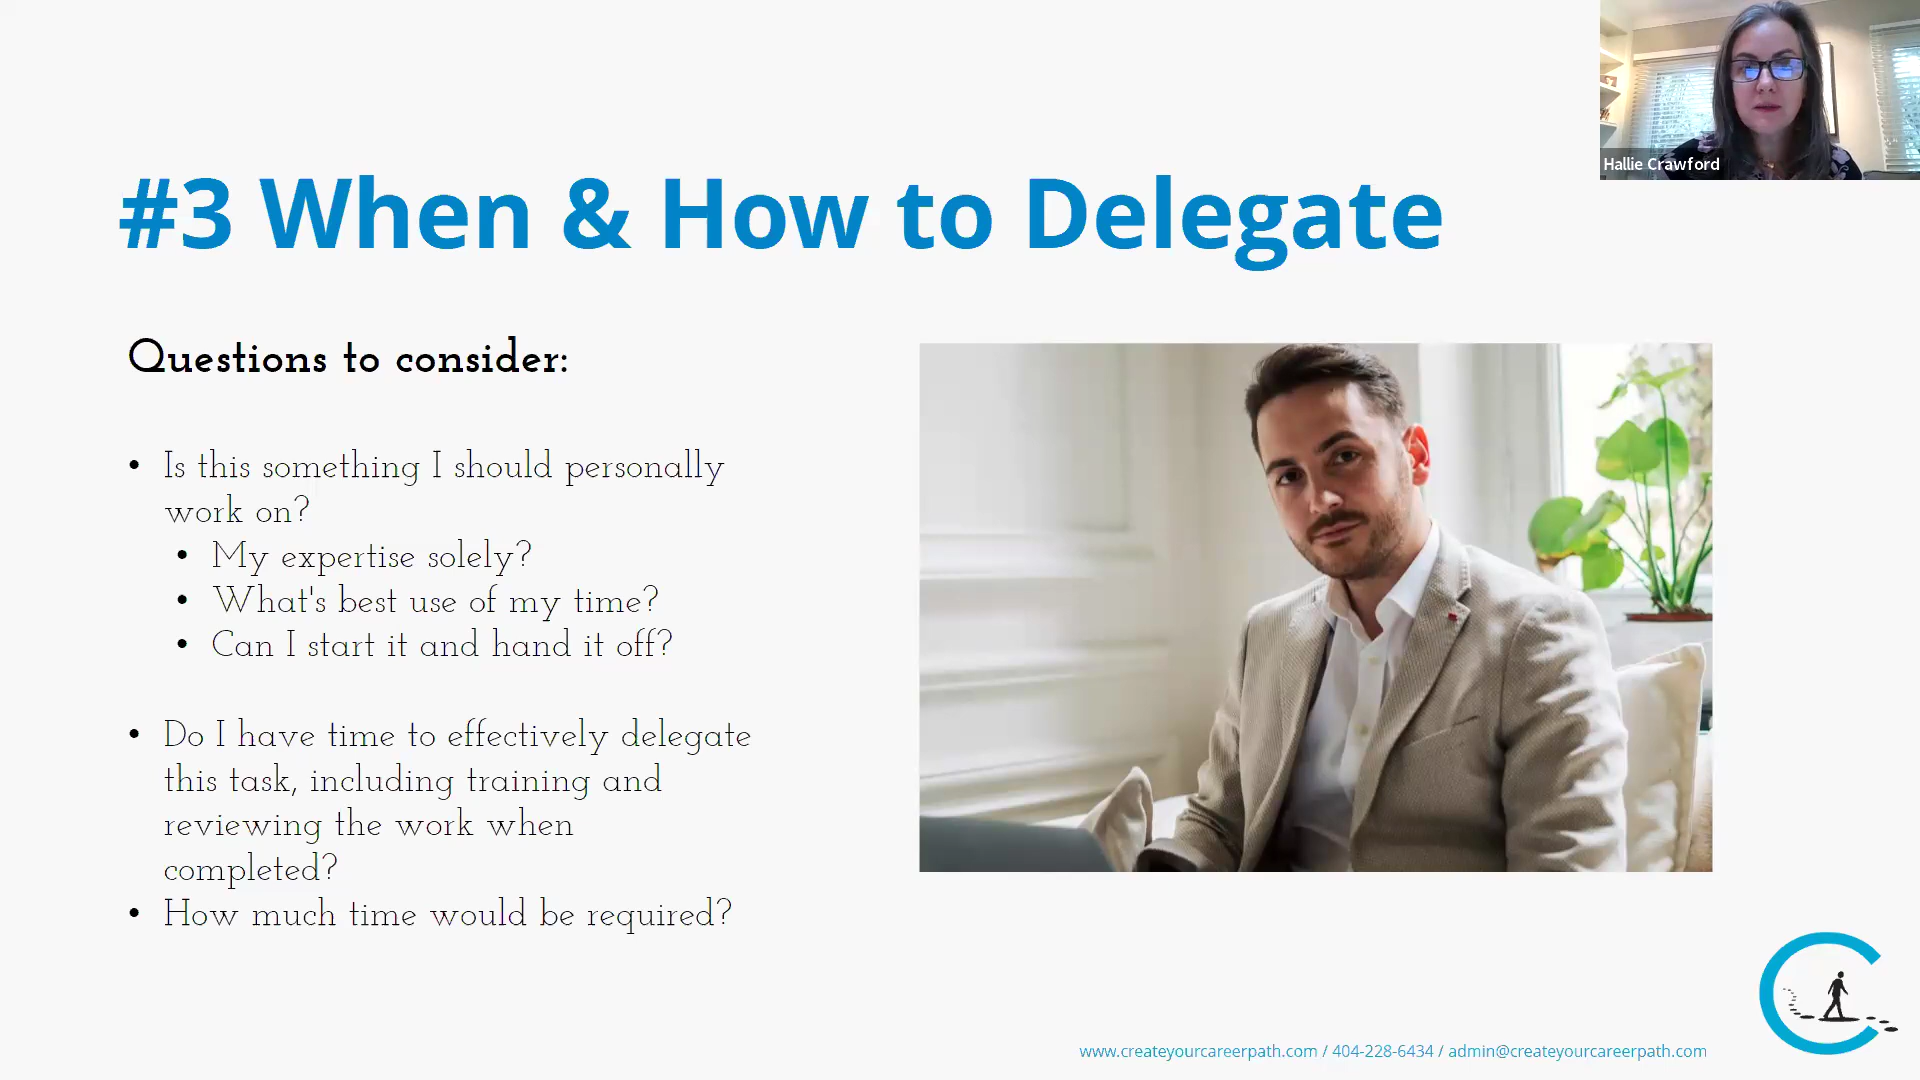 Hallie Crawford
#3 When & How to Delegate
Questions to consider:
• Is this something I should personally
work on?
• My expertise solely?
• What's best use of my time?
• Can I start it and hand it off?
• Do I have time to effectively delegate
this task, including training and
reviewing the work when
completed?
• How much time would be required?
www.createyourcareerpath.com / 404-228-6434 / admin@createyourcareerpath.com